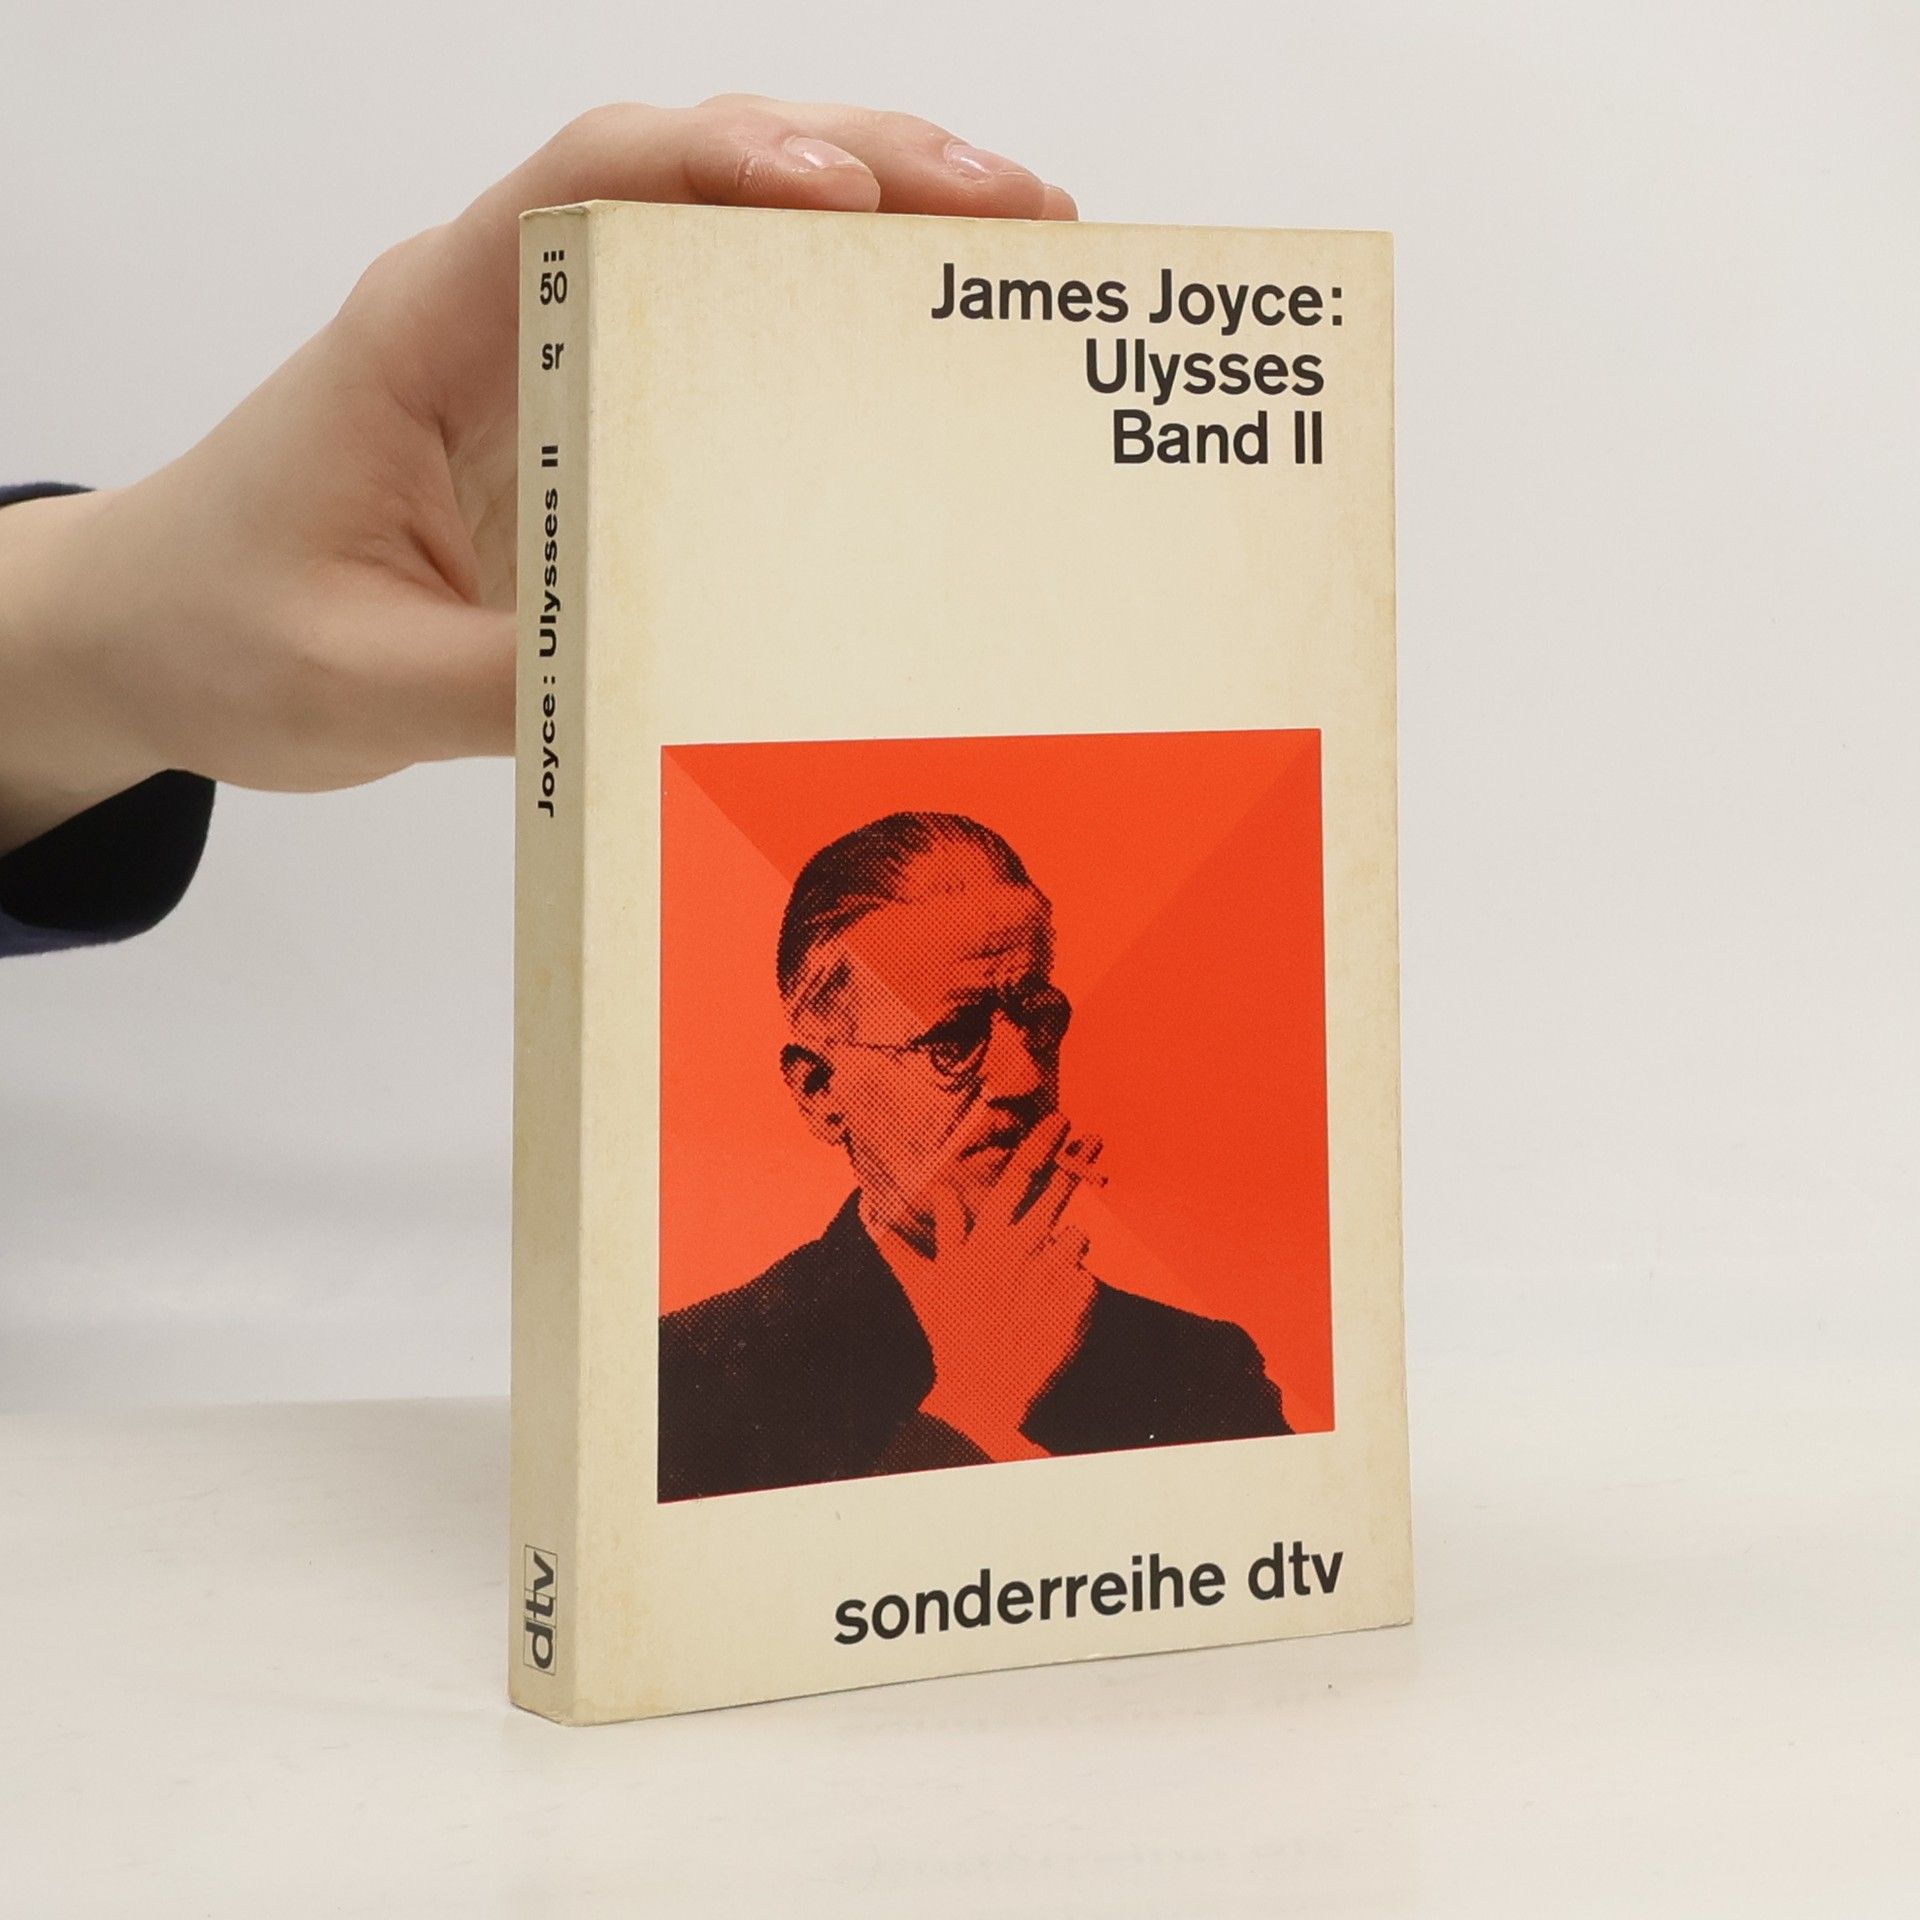 50
sr
Joyce: Ulysses II
dtv
James Joyce:
Ulysses
Band II
sonderreihe dtv